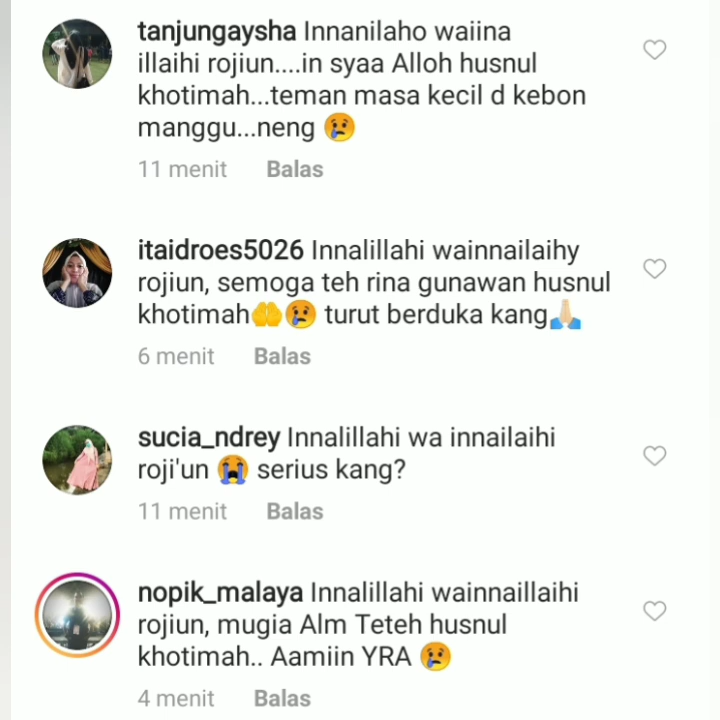 tanjungaysha Innanilaho waiina
illaihi rojiun....in syaa Alloh husnul
khotimah...teman masa kecil d kebon
manggu...neng 😢
11 menit Balas
itaidroes5026 Innalillahi wainnailaihy
rojiun, semoga teh rina gunawan husnul
khotimah🤲😢 turut berduka kang🙏
6 menit Balas
sucia_ndrey Innalillahi wa innailaihi
roji'un 😭 serius kang?
11 menit Balas
nopik_malaya Innalillahi wainnaillaihi
rojiun, mugia Alm Teteh husnul
khotimah.. Aamiin YRA 😢
4 menit Balas